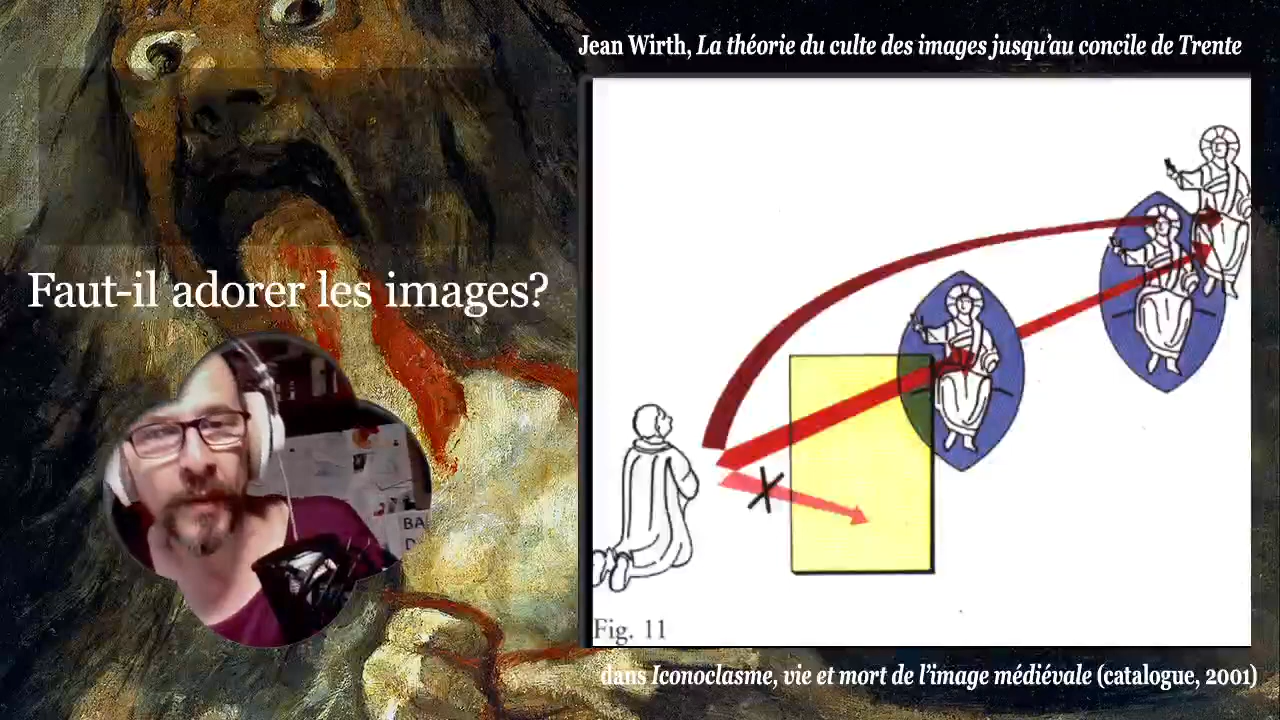 Jean Wirth, La théorie du culte des images jusqu'au concile de Trente
Faut-il adorer les images?
BA
Fig. 11
dans Iconoclasme, vie et mort de l'image médiévale (catalogue, 2001)